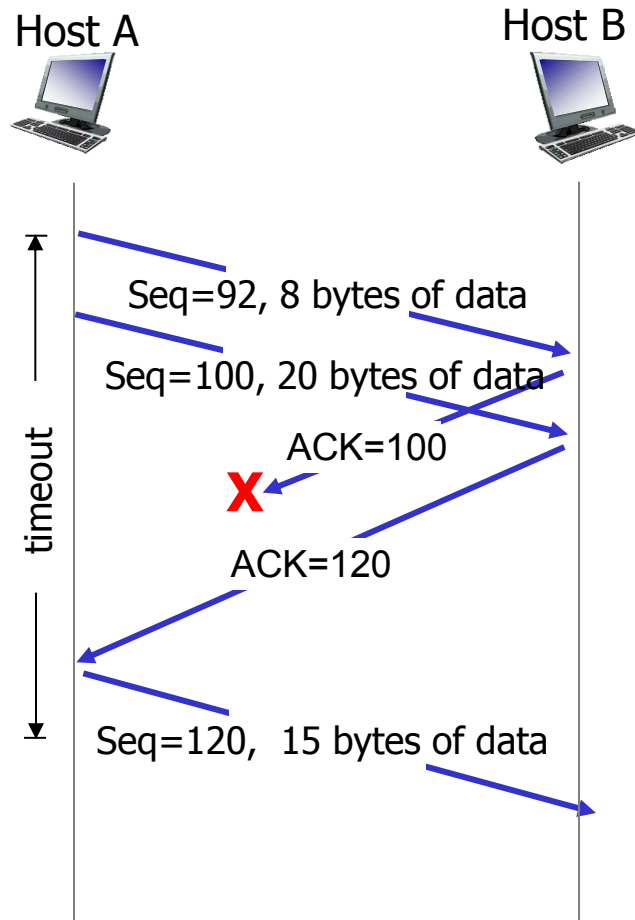 Host A
Host B
Seq=92, 8 bytes of data
Seq=100, 20 bytes of data
ACK=100
X
timeout
ACK=120
Seq=120, 15 bytes of data